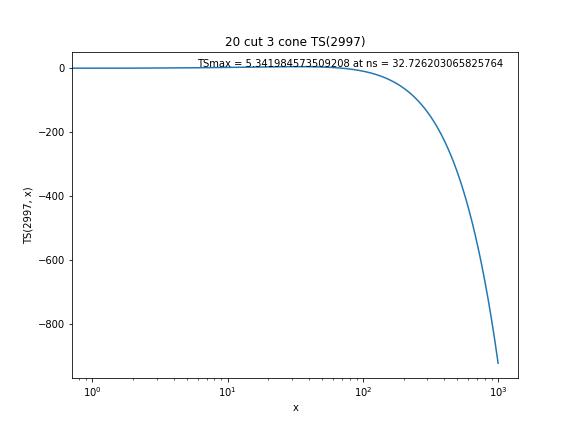 20 cut 3 cone TS(2997)
TSmax = 5.341984573509208 at ns = 32.726203065825764
0
−200
−400
−600
−800
TS(2997, x)
10⁰ 10¹ 10² 10³
x